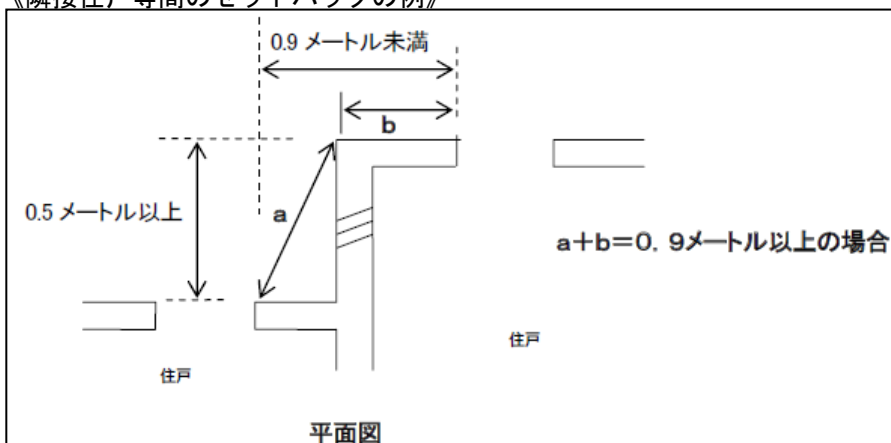 《隣接住戸等間のセットバックの例》
0.9 メートル未満
b
0.5 メートル以上
a
a+b=0. 9メートル以上の場合
住戸
住戸
平面図